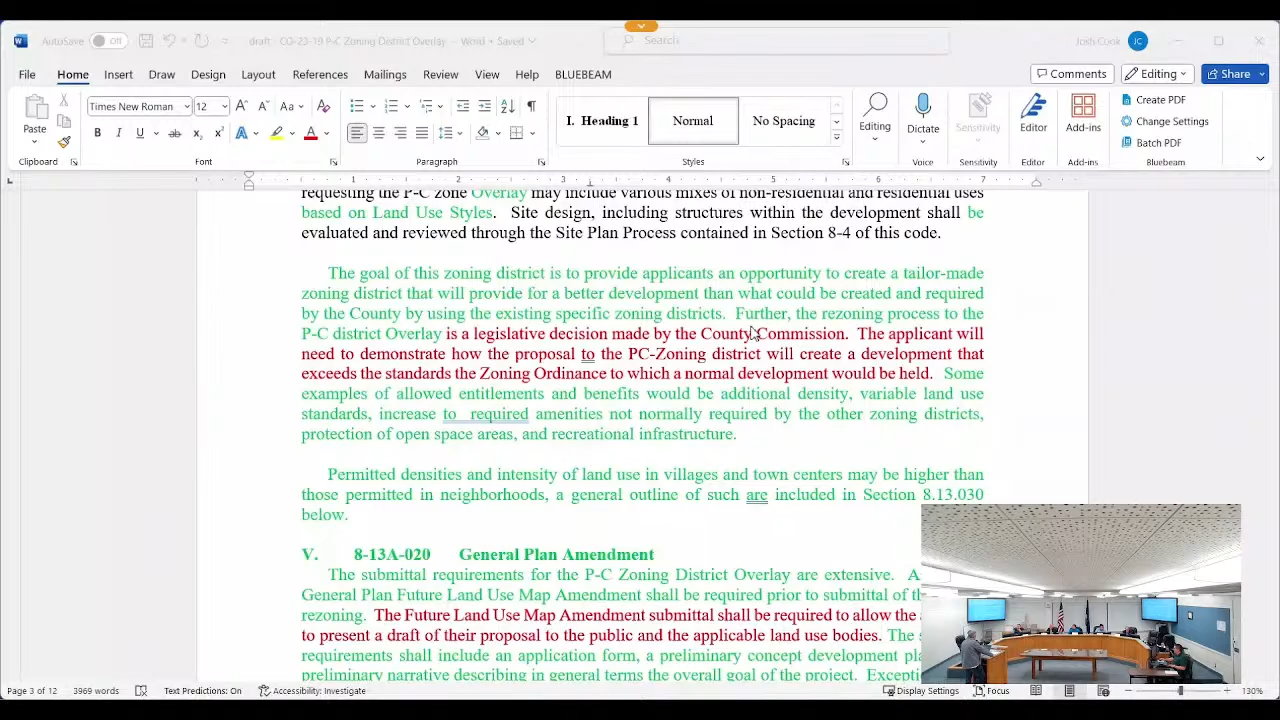 AutoSave Off draft - CO-23-19 P-C Zoning District Overlay - Word • Saved Search Josh Cook JC
File Home Insert Draw Design Layout References Mailings Review View Help BLUEBEAM Comments Editing Share
Paste Times New Roman 12 Aa I. Heading 1 Normal No Spacing Editing Dictate Sensitivity Editor Add-ins Create PDF
Change Settings
Batch PDF
Clipboard Font Paragraph Styles Voice Sensitivity Editor Add-ins Bluebeam
1 2 3 4 5 6 7
requesting the P-C zone Overlay may include various mixes of non-residential and residential uses
based on Land Use Styles. Site design, including structures within the development shall be
evaluated and reviewed through the Site Plan Process contained in Section 8-4 of this code.
The goal of this zoning district is to provide applicants an opportunity to create a tailor-made
zoning district that will provide for a better development than what could be created and required
by the County by using the existing specific zoning districts. Further, the rezoning process to the
P-C district Overlay is a legislative decision made by the County Commission. The applicant will
need to demonstrate how the proposal to the PC-Zoning district will create a development that
exceeds the standards the Zoning Ordinance to which a normal development would be held. Some
examples of allowed entitlements and benefits would be additional density, variable land use
standards, increase to required amenities not normally required by the other zoning districts,
protection of open space areas, and recreational infrastructure.
Permitted densities and intensity of land use in villages and town centers may be higher than
those permitted in neighborhoods, a general outline of such are included in Section 8.13.030
below.
V. 8-13A-020 General Plan Amendment
The submittal requirements for the P-C Zoning District Overlay are extensive. A
General Plan Future Land Use Map Amendment shall be required prior to submittal of th
rezoning. The Future Land Use Map Amendment submittal shall be required to allow the
to present a draft of their proposal to the public and the applicable land use bodies. The s
requirements shall include an application form, a preliminary concept development pla
preliminary narrative describing in general terms the overall goal of the project. Excepti
Page 3 of 12 3969 words Text Predictions: On Accessibility: Investigate Display Settings Focus 130%